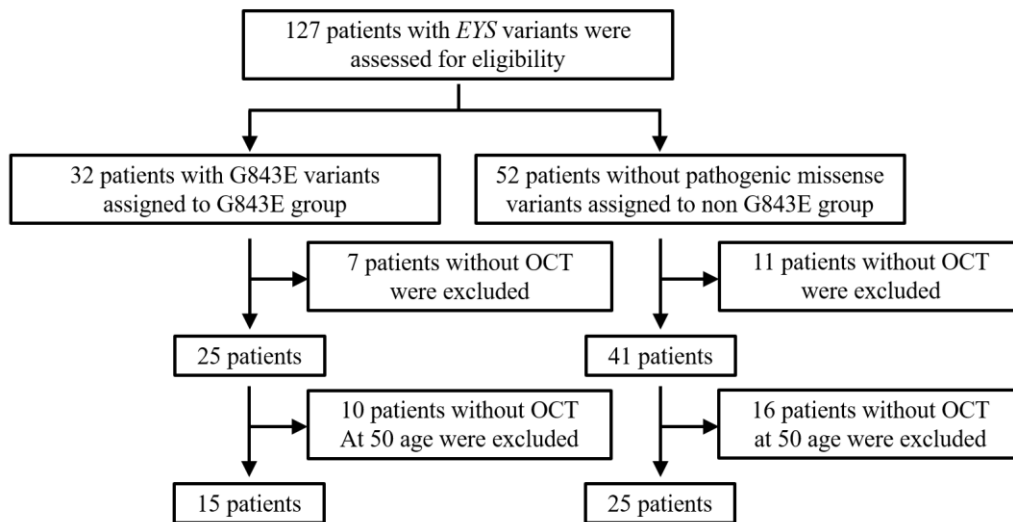 127 patients with EYS variants were
assessed for eligibility
32 patients with G843E variants
assigned to G843E group
52 patients without pathogenic missense
variants assigned to non G843E group
7 patients without OCT
were excluded
11 patients without OCT
were excluded
25 patients
41 patients
10 patients without OCT
At 50 age were excluded
16 patients without OCT
at 50 age were excluded
15 patients
25 patients